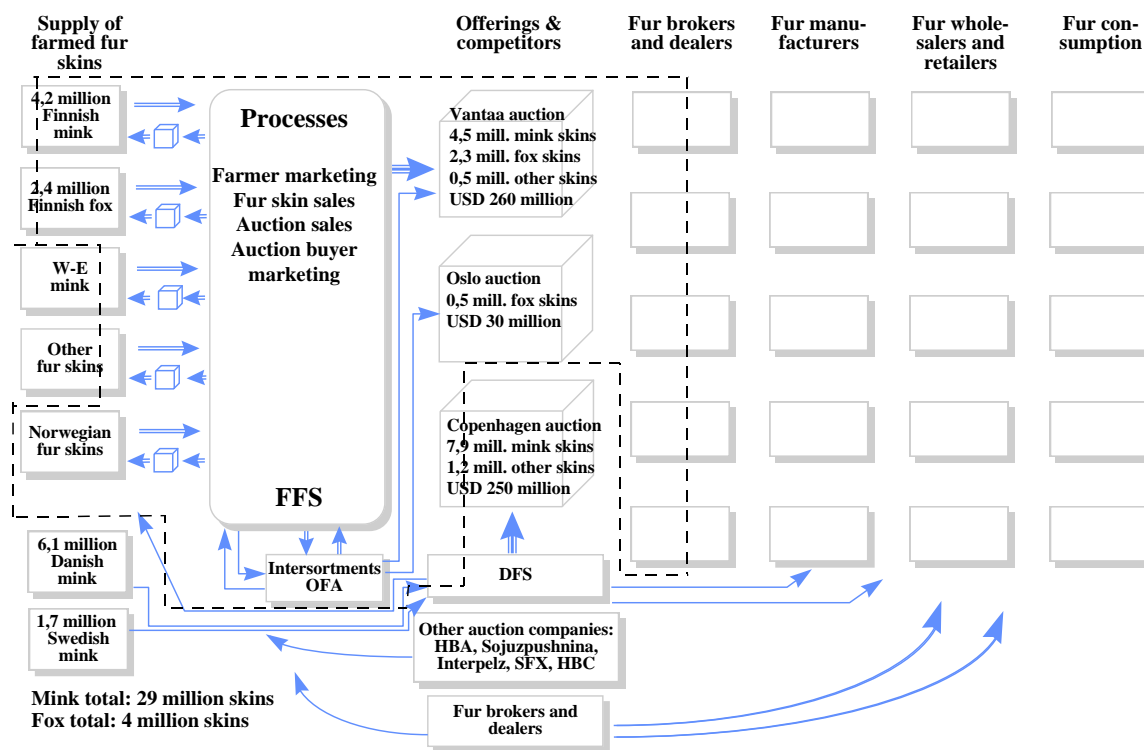 Supply of
farmed fur
skins
Offerings &
competitors
Fur brokers
and dealers
Fur manu-
facturers
Fur whole-
salers and
retailers
Fur con-
sumption
4,2 million
Finnish
mink
2,4 million
Finnish fox
W-E
mink
Other
fur skins
Norwegian
fur skins
6,1 million
Danish
mink
1,7 million
Swedish
mink
Mink total: 29 million skins
Fox total: 4 million skins
Processes
Farmer marketing
Fur skin sales
Auction sales
Auction buyer
marketing
FFS
Intersortments
OFA
Vantaa auction
4,5 mill. mink skins
2,3 mill. fox skins
0,5 mill. other skins
USD 260 million
Oslo auction
0,5 mill. fox skins
USD 30 million
Copenhagen auction
7,9 mill. mink skins
1,2 mill. other skins
USD 250 million
DFS
Other auction companies:
HBA, Sojuzpushnina,
Interpelz, SFX, HBC
Fur brokers and
dealers